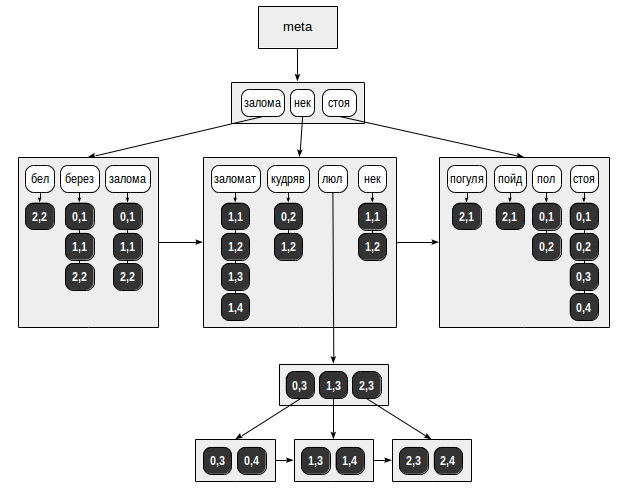 meta
залома нек стоя
бел берез залома
заломат кудряв люл нек
погуля пойд пол стоя
2,2 0,1 0,1
1,1 1,1
2,2 2,2
1,1 0,2 1,1
1,2 1,2 1,2
1,3
1,4
2,1 2,1 0,1 0,1
0,2 0,2
0,3
0,4
0,3 1,3 2,3
0,3 0,4 1,3 1,4 2,3 2,4